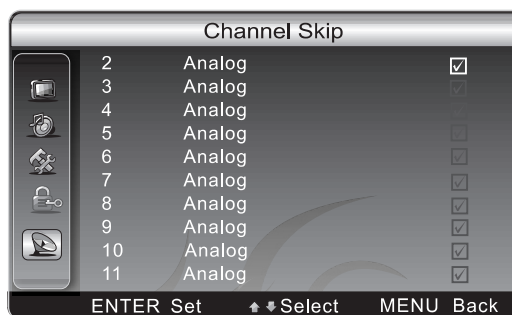 Channel Skip
2 Analog
3 Analog
4 Analog
5 Analog
6 Analog
7 Analog
8 Analog
9 Analog
10 Analog
11 Analog
ENTER Set Select MENU Back